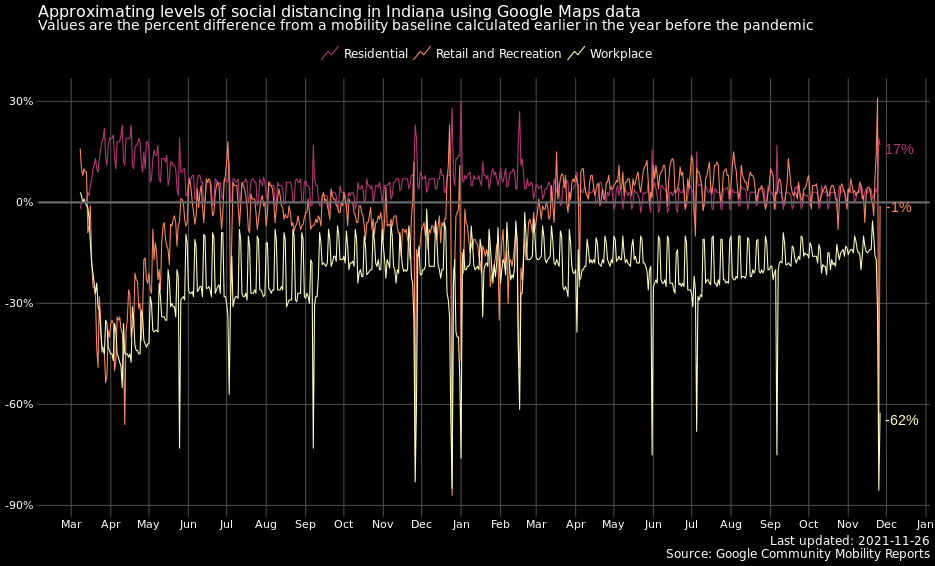 Approximating levels of social distancing in Indiana using Google Maps data
Values are the percent difference from a mobility baseline calculated earlier in the year before the pandemic
Residential Retail and Recreation Workplace
30%
0%
-30%
-60%
-90%
17%
-1%
-62%
Mar Apr May Jun Jul Aug Sep Oct Nov Dec Jan Feb Mar Apr May Jun Jul Aug Sep Oct Nov Dec Jan
Last updated: 2021-11-26
Source: Google Community Mobility Reports